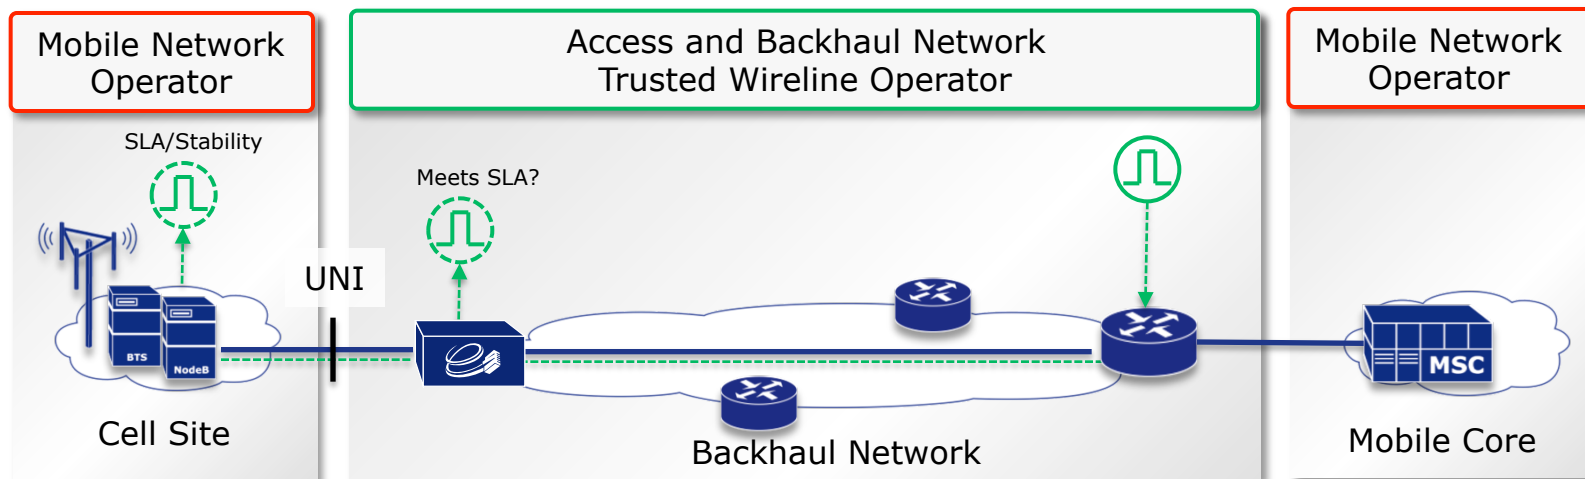 Mobile Network
Operator
Access and Backhaul Network
Trusted Wireline Operator
Mobile Network
Operator
SLA/Stability
Meets SLA?
UNI
BTS
NodeB
MSC
Cell Site
Backhaul Network
Mobile Core